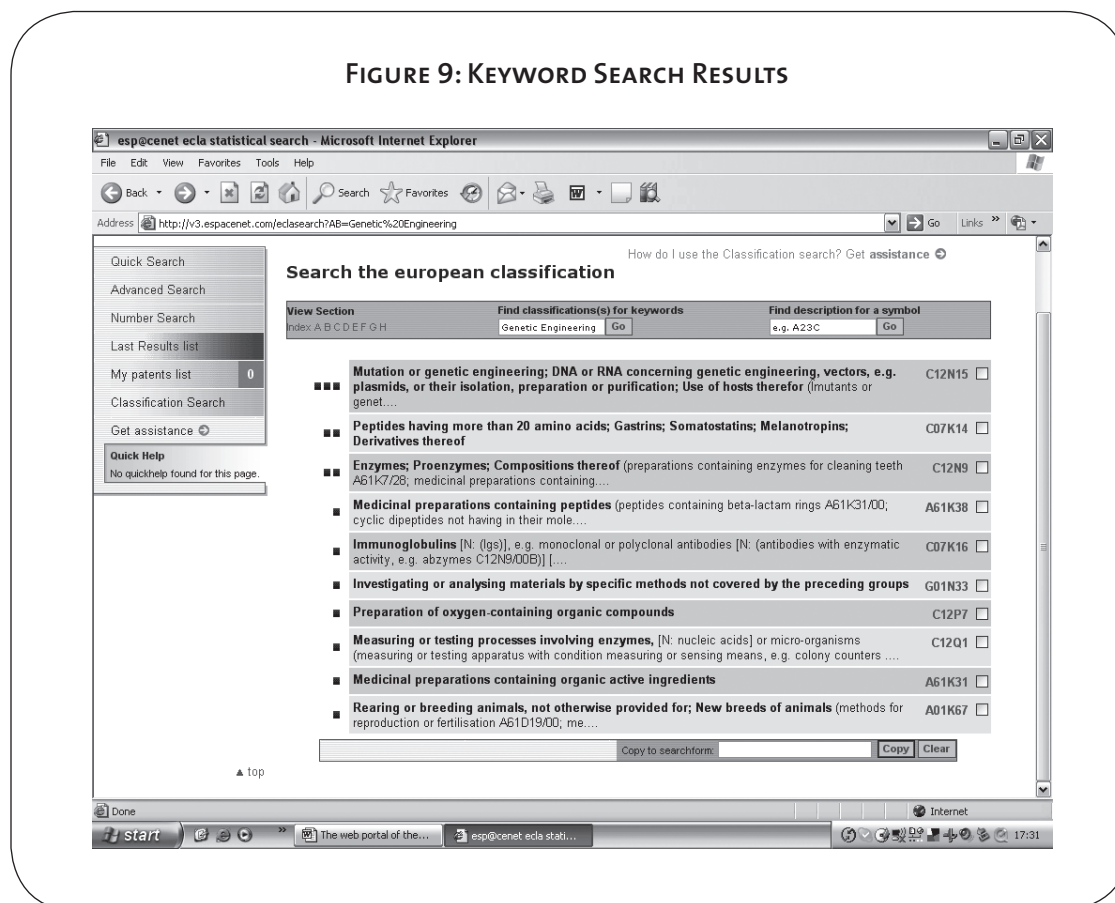 FIGURE 9: KEYWORD SEARCH RESULTS
esp@cenet ecla statistical search - Microsoft Internet Explorer
File Edit View Favorites Tools Help
Back Search Favorites
Address http://v3.espacenet.com/eclasearch?AB=Genetic%20Engineering Go Links »
Quick Search
Advanced Search
Number Search
Last Results list
My patents list 0
Classification Search
Get assistance
Quick Help
No quickhelp found for this page.
How do I use the Classification search? Get assistance
Search the european classification
View Section Find classifications(s) for keywords Find description for a symbol
Index A B C D E F G H Genetic Engineering Go e.g. A23C Go
Mutation or genetic engineering; DNA or RNA concerning genetic engineering, vectors, e.g. C12N15
plasmids, or their isolation, preparation or purification; Use of hosts therefor (lmutants or
genet....
Peptides having more than 20 amino acids; Gastrins; Somatostatins; Melanotropins; C07K14
Derivatives thereof
Enzymes; Proenzymes; Compositions thereof (preparations containing enzymes for cleaning teeth C12N9
A61K7/28; medicinal preparations containing....
Medicinal preparations containing peptides (peptides containing beta-lactam rings A61K31/00; A61K38
cyclic dipeptides not having in their mole....
Immunoglobulins [N: (Igs)], e.g. monoclonal or polyclonal antibodies [N: (antibodies with enzymatic C07K16
activity, e.g. abzymes C12N9/00B)] [....
Investigating or analysing materials by specific methods not covered by the preceding groups G01N33
Preparation of oxygen-containing organic compounds C12P7
Measuring or testing processes involving enzymes, [N: nucleic acids] or micro-organisms C12Q1
(measuring or testing apparatus with condition measuring or sensing means, e.g. colony counters ....
Medicinal preparations containing organic active ingredients A61K31
Rearing or breeding animals, not otherwise provided for; New breeds of animals (methods for A01K67
reproduction or fertilisation A61D19/00; me....
Copy to searchform: Copy Clear
▲ top
Done Internet
start » The web portal of the... esp@cenet ecla stati... 17:31